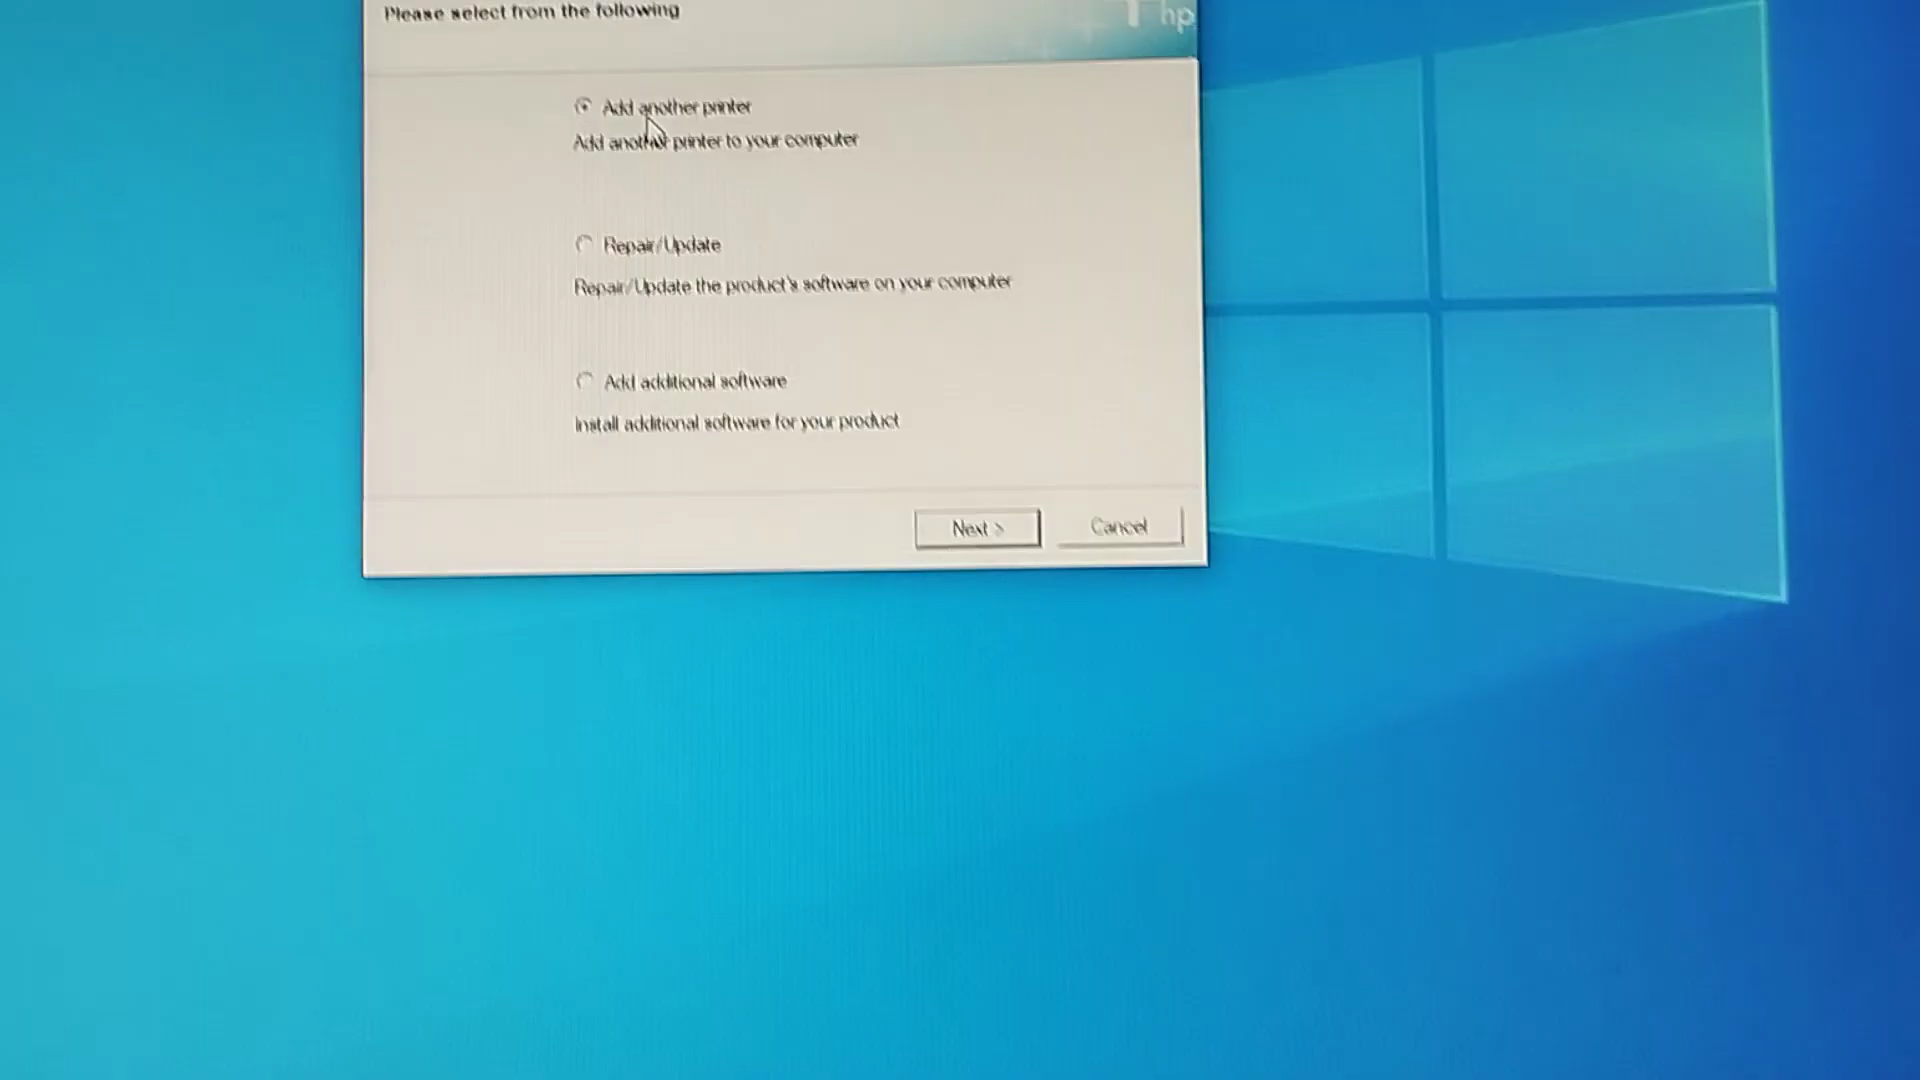 Please select from the following
hp
Add another printer
Add another printer to your computer
Repair/Update
Repair/Update the product's software on your computer
Add additional software
Install additional software for your product
Next >
Cancel